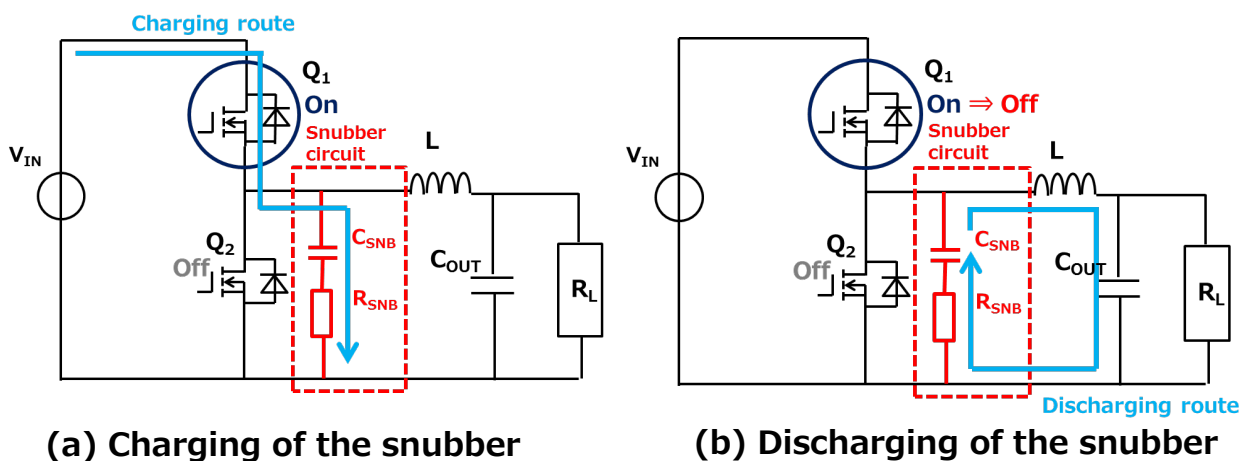 Charging route
Q1
On
Snubber
circuit
L
VIN
Q2
Off
CSNB
RSNB
COUT
RL
(a) Charging of the snubber
Q1
On ⇒ Off
Snubber
circuit
L
VIN
Q2
Off
CSNB
RSNB
COUT
RL
Discharging route
(b) Discharging of the snubber